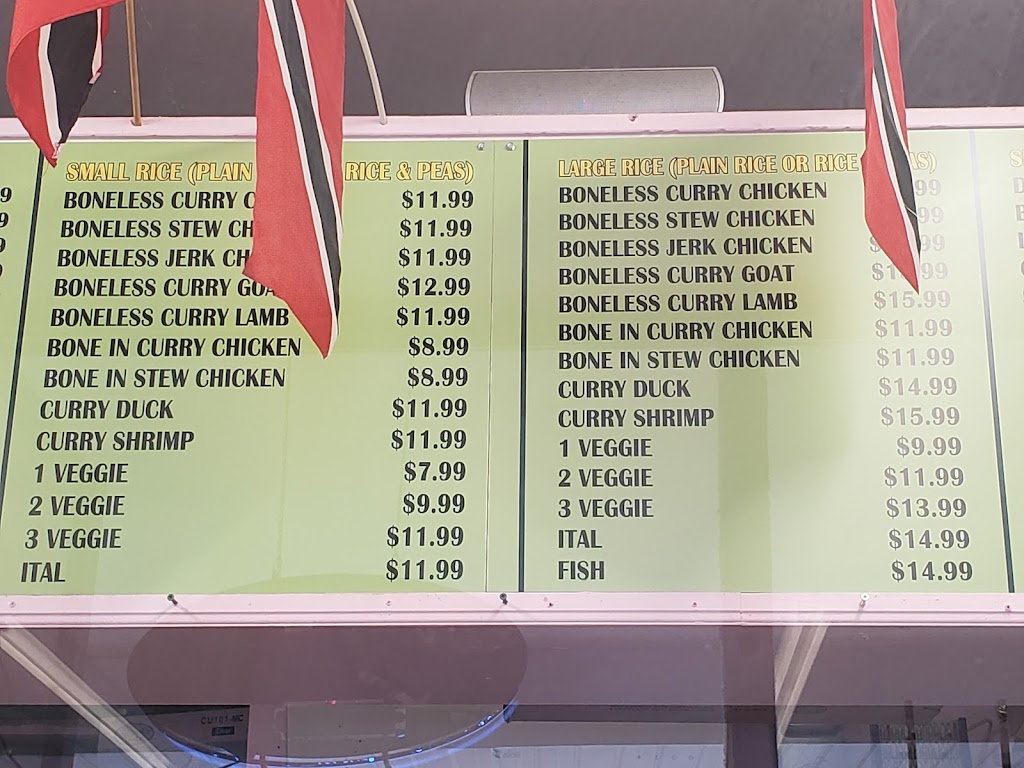 SMALL RICE (PLAIN RICE & PEAS)
BONELESS CURRY $11.99
BONELESS STEW $11.99
BONELESS JERK $11.99
BONELESS CURRY $12.99
BONELESS CURRY LAMB $11.99
BONE IN CURRY CHICKEN $8.99
BONE IN STEW CHICKEN $8.99
CURRY DUCK $11.99
CURRY SHRIMP $11.99
1 VEGGIE $7.99
2 VEGGIE $9.99
3 VEGGIE $11.99
ITAL $11.99
LARGE RICE (PLAIN RICE OR RICE
BONELESS CURRY CHICKEN
BONELESS STEW CHICKEN
BONELESS JERK CHICKEN
BONELESS CURRY GOAT
BONELESS CURRY LAMB $15.99
BONE IN CURRY CHICKEN $11.99
BONE IN STEW CHICKEN $11.99
CURRY DUCK $14.99
CURRY SHRIMP $15.99
1 VEGGIE $9.99
2 VEGGIE $11.99
3 VEGGIE $13.99
ITAL $14.99
FISH $14.99
CU101-MC